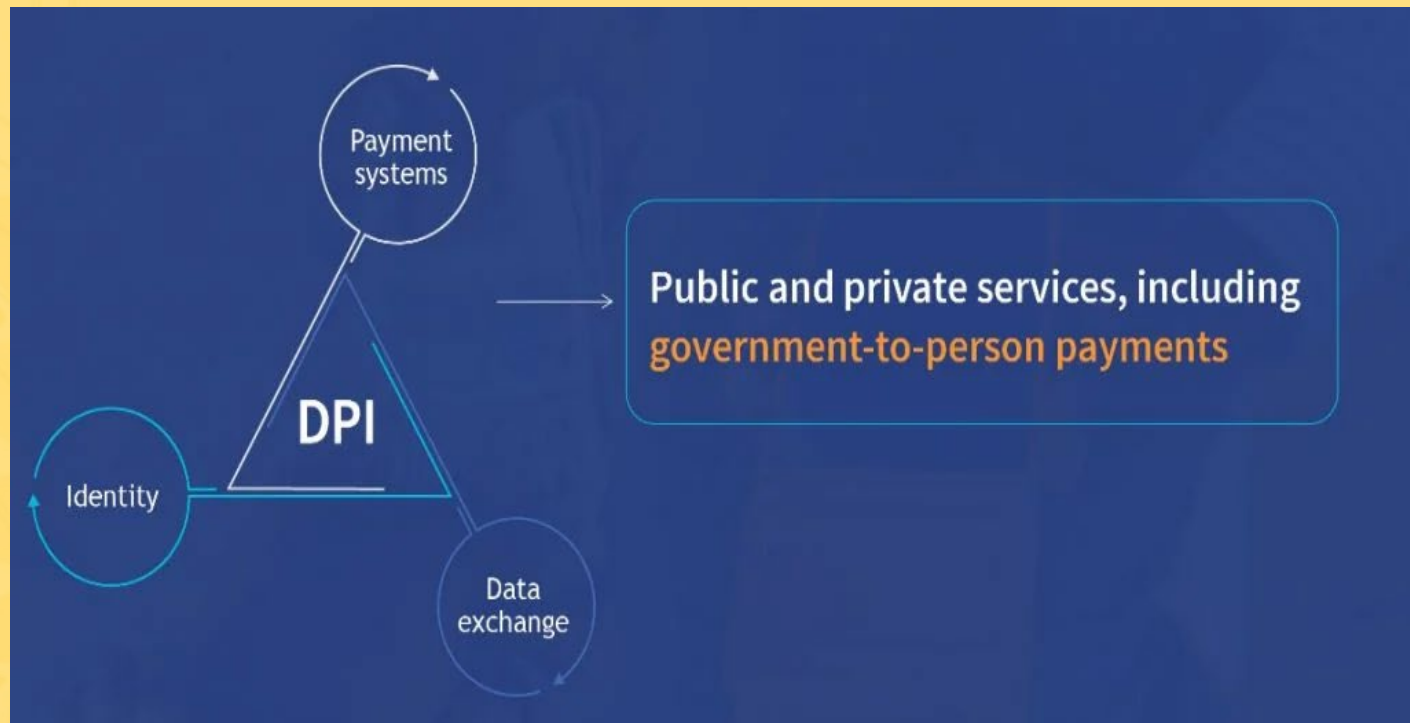 Payment
systems
DPI
Identity
Data
exchange
Public and private services, including
government-to-person payments